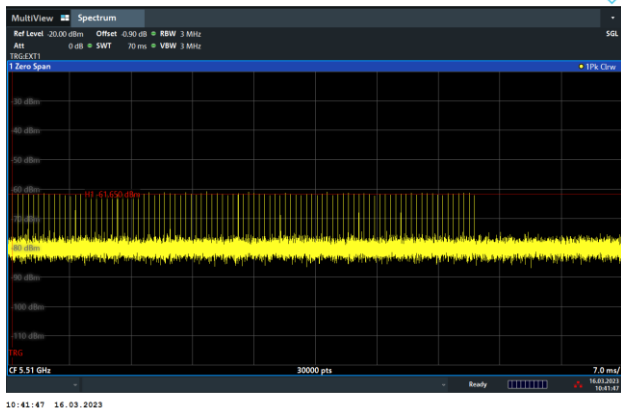 MultiView Spectrum
Ref Level -20.00 dBm Offset -0.90 dB RBW 3 MHz SGL
Att 0 dB SWT 70 ms VBW 3 MHz
TRG:EXT1
1 Zero Span 1Pk Clrw
-30 dBm
-40 dBm
-50 dBm
-60 dBm
H1 -61.650 dBm
-70 dBm
-80 dBm
-90 dBm
-100 dBm
-110 dBm
TRG
CF 5.51 GHz 30000 pts 7.0 ms/
Ready 16.03.2023
10:41:47
10:41:47 16.03.2023